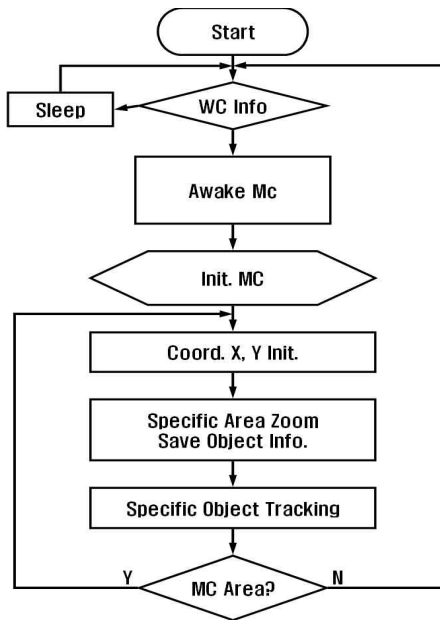 Start
WC Info
Sleep
Awake Mc
Init. MC
Coord. X, Y Init.
Specific Area Zoom
Save Object Info.
Specific Object Tracking
Y
MC Area?
N